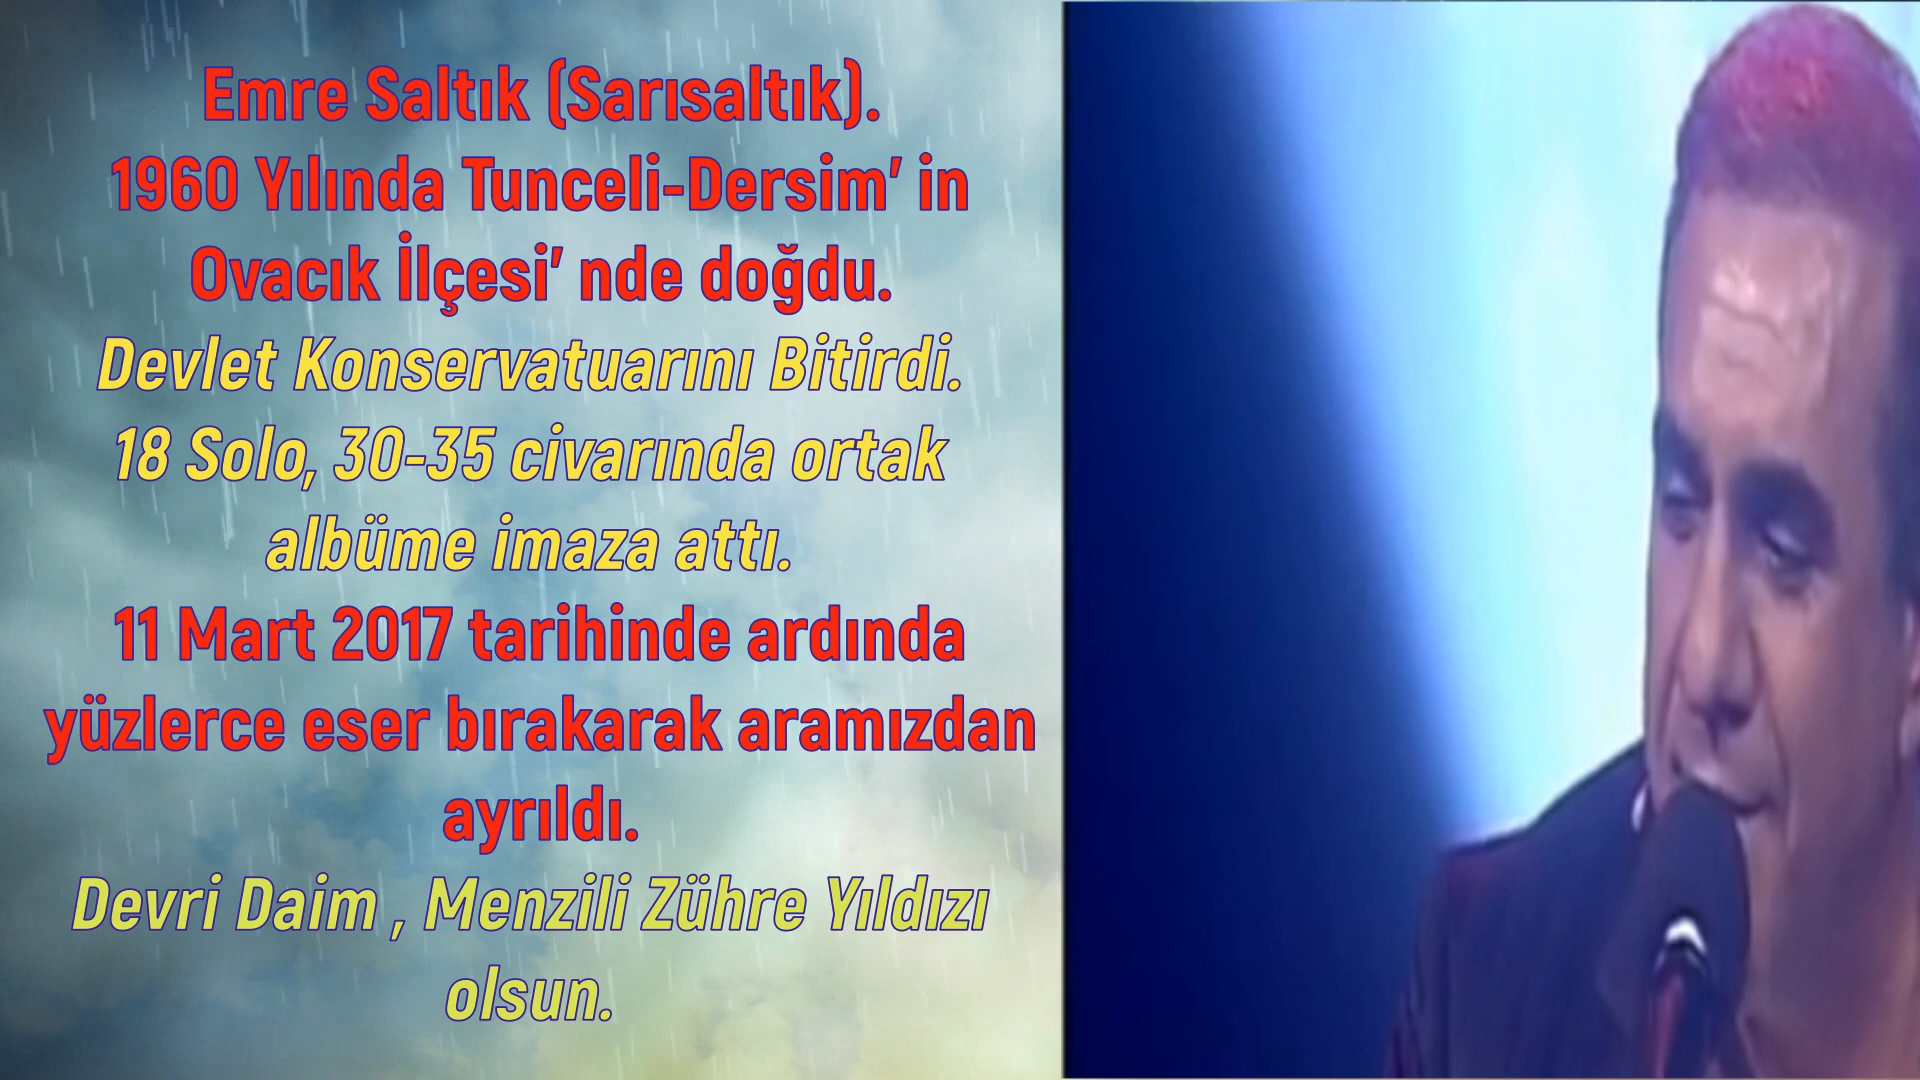 Emre Saltık (Sarısaltık).
1960 Yılında Tunceli-Dersim’ in
Ovacık İlçesi’ nde doğdu.
Devlet Konservatuarını Bitirdi.
18 Solo, 30-35 civarında ortak
albüme imaza attı.
11 Mart 2017 tarihinde ardında
yüzlerce eser bırakarak aramızdan
ayrıldı.
Devri Daim , Menzili Zühre Yıldızı
olsun.